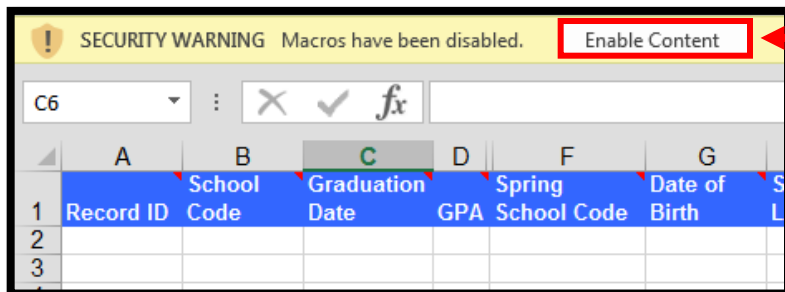 ! SECURITY WARNING Macros have been disabled. Enable Content
C6 fx
A B C D F G
School Graduation Spring Date of S
1 Record ID Code Date GPA School Code Birth L
2
3